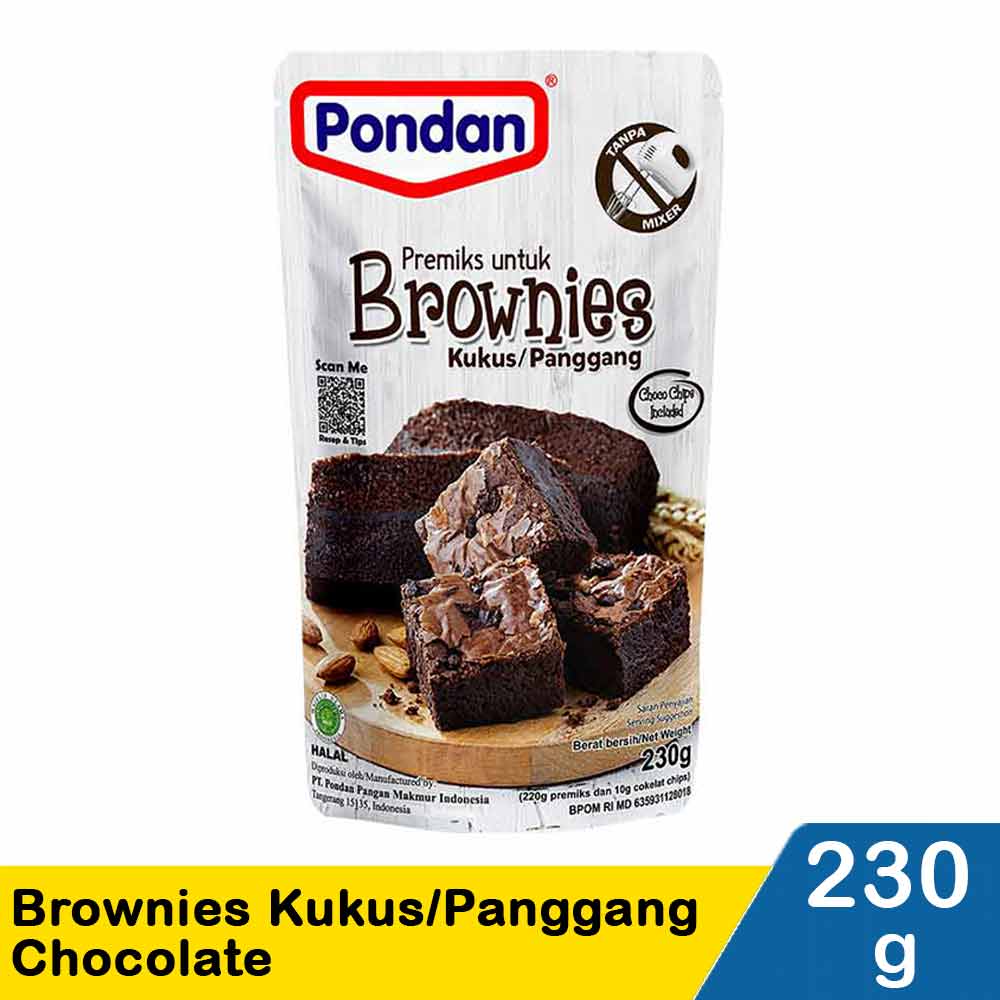 Pondan
®
TANPA
MIXER
Premiks untuk
Brownies
Kukus/Panggang
Scan Me
Resep & Tips
Choco Chips
Included
Saran Penyajian
Serving Suggestion
Berat bersih/Net Weight
230g
(220g premiks dan 10g cokelat chips)
BPOM RI MD 635931128018
HALAL
Diproduksi oleh/Manufactured by:
PT. Pondan Pangan Makmur Indonesia
Tangerang 15135, Indonesia
Brownies Kukus/Panggang
Chocolate
230
g